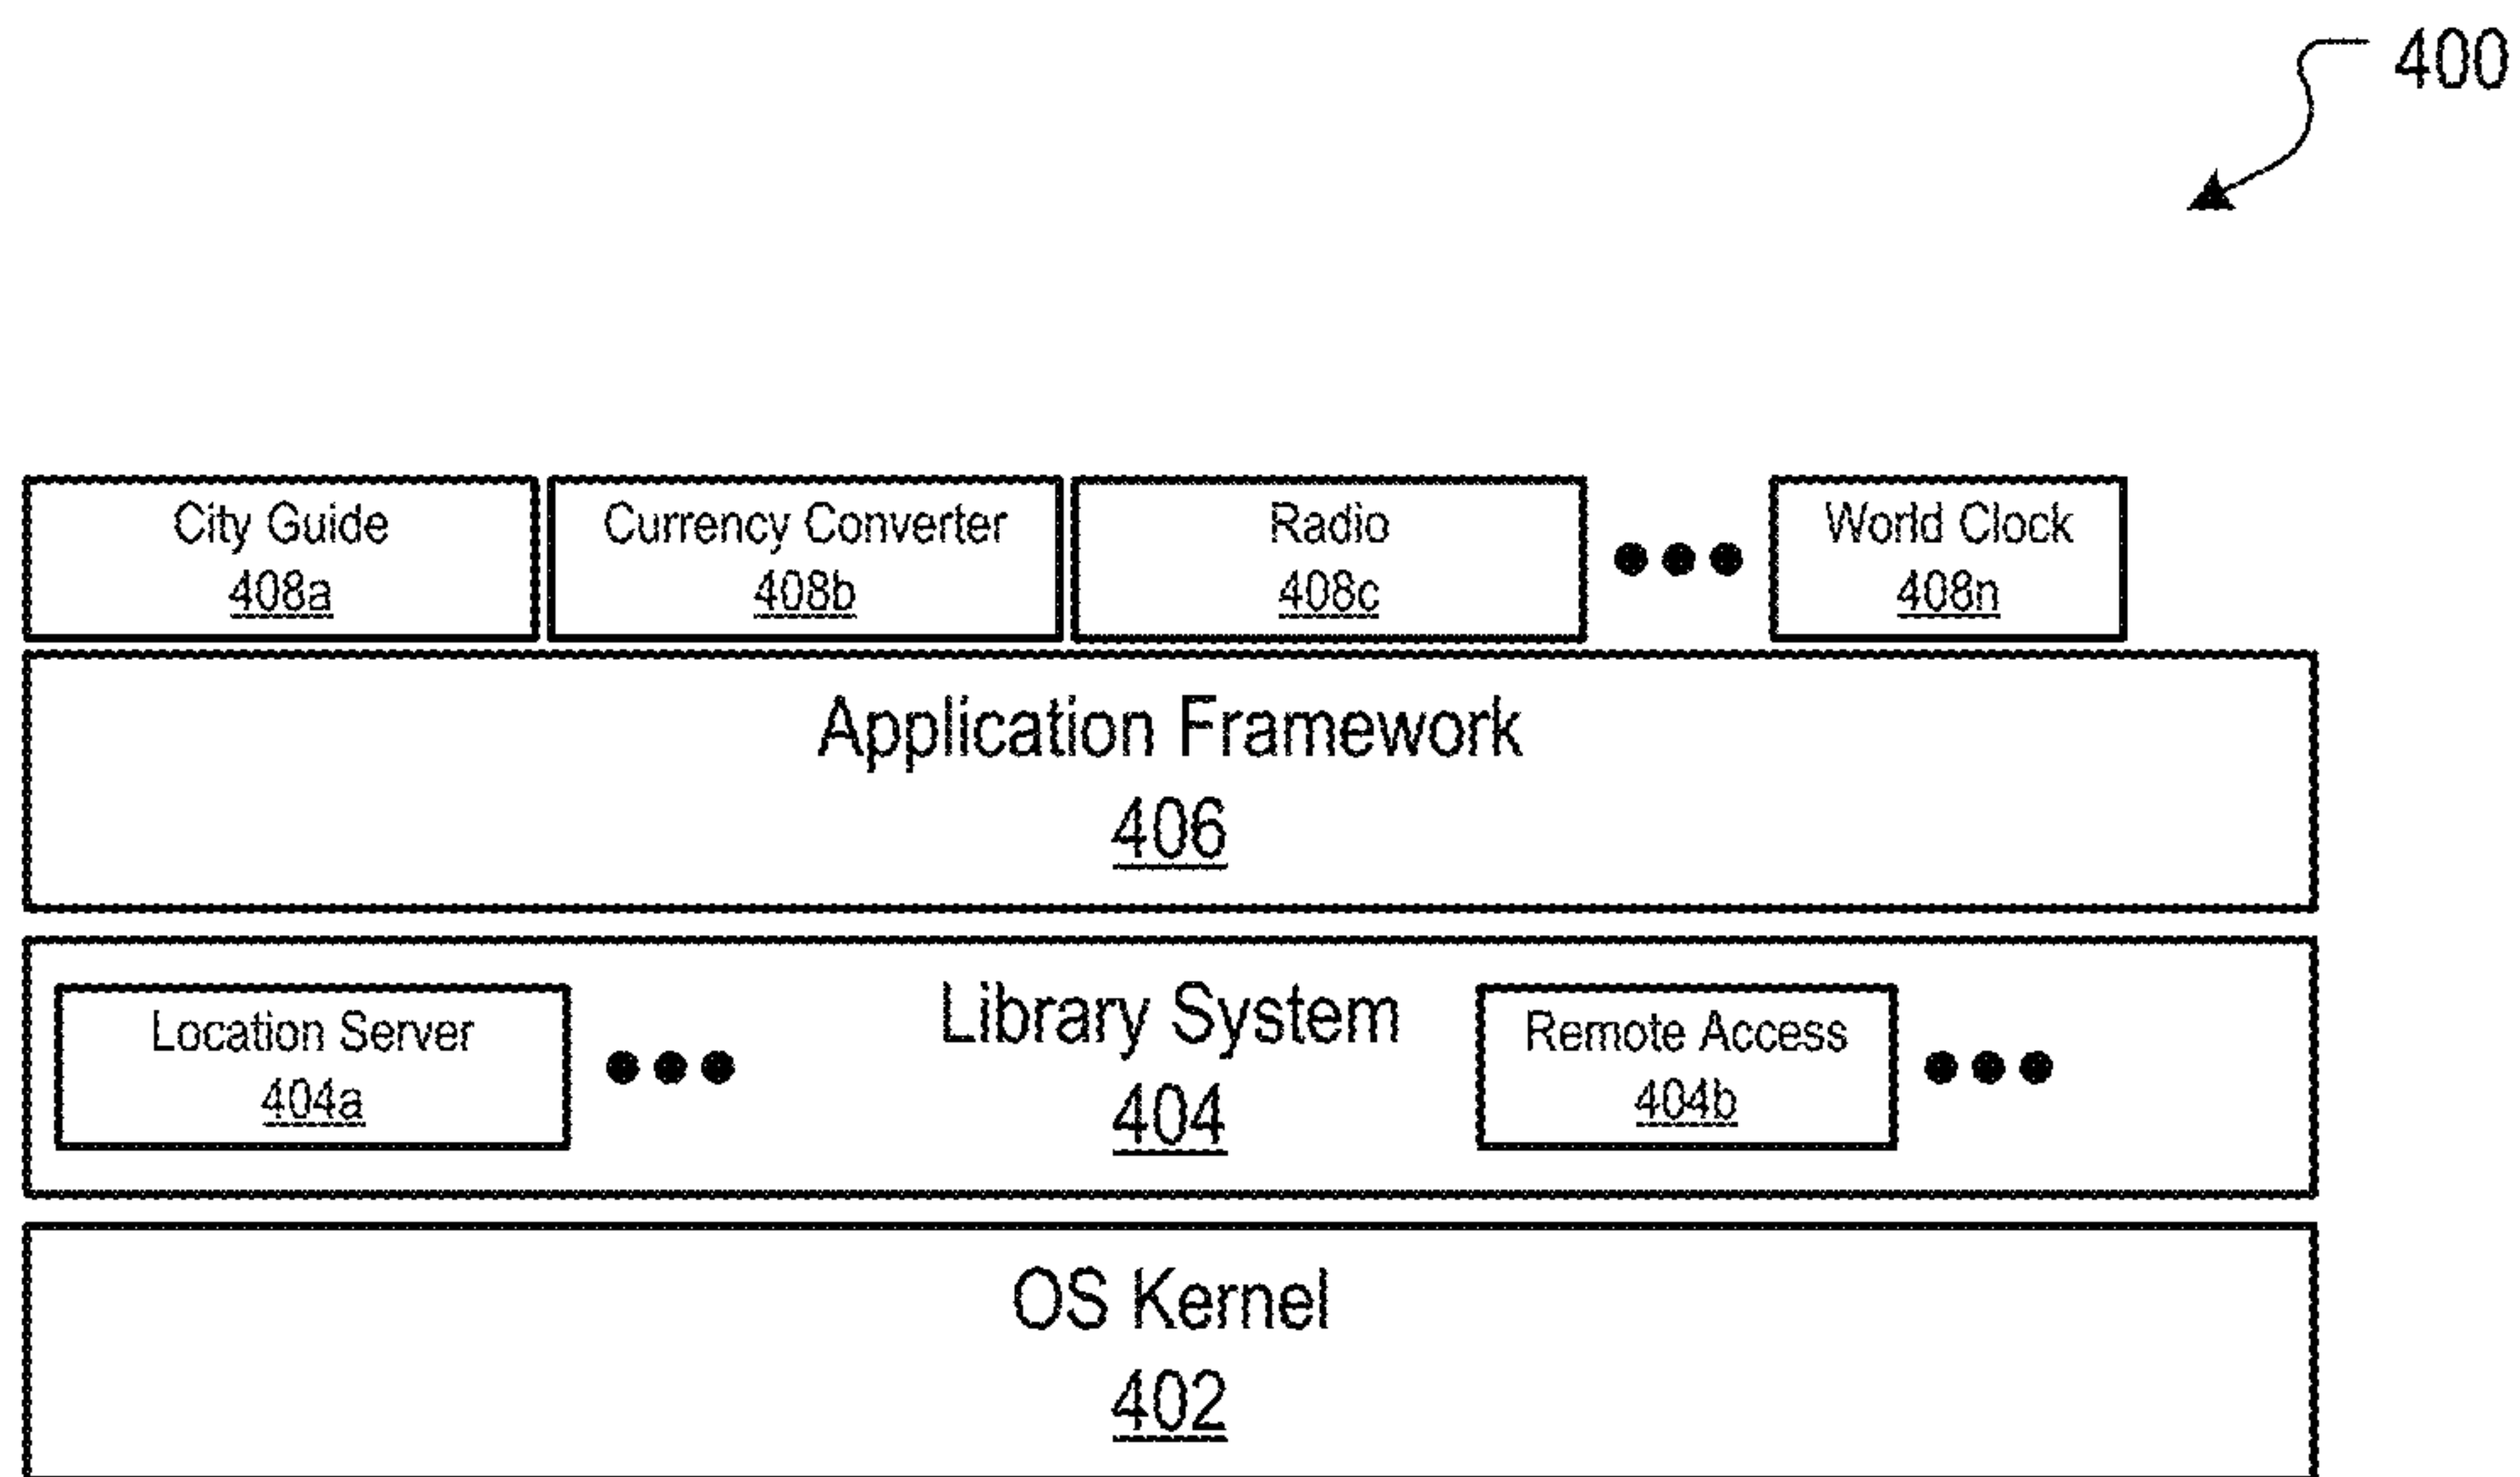 400
City Guide
408a
Currency Converter
408b
Radio
408c
World Clock
408n
Application Framework
406
Location Server
404a
Library System
404
Remote Access
404b
OS Kernel
402